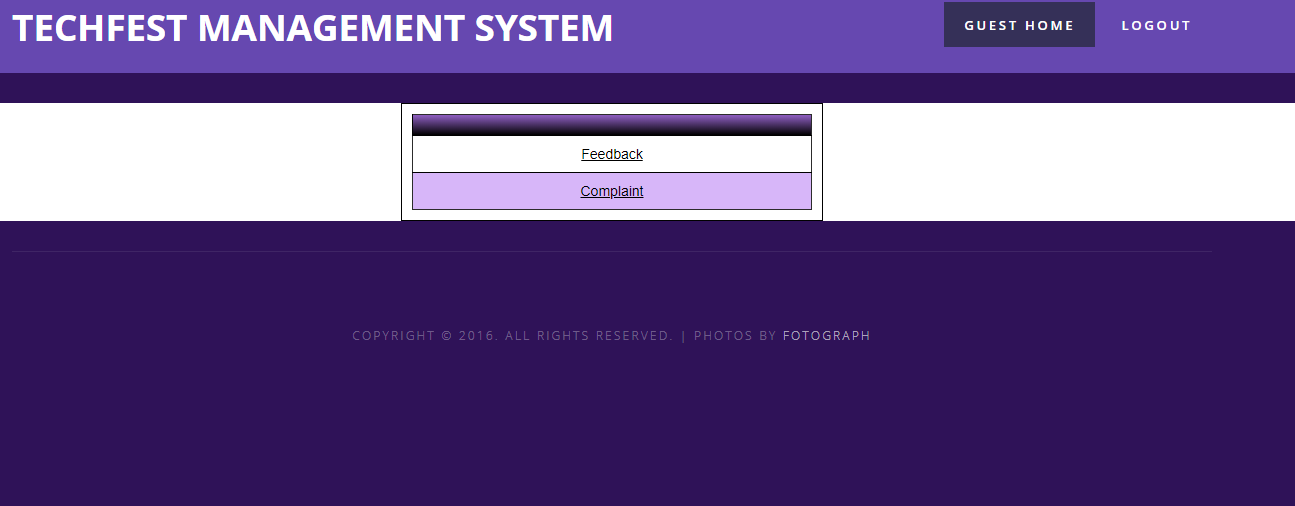 TECHFEST MANAGEMENT SYSTEM
GUEST HOME
LOGOUT
Feedback
Complaint
COPYRIGHT © 2016. ALL RIGHTS RESERVED. | PHOTOS BY FOTOGRAPH